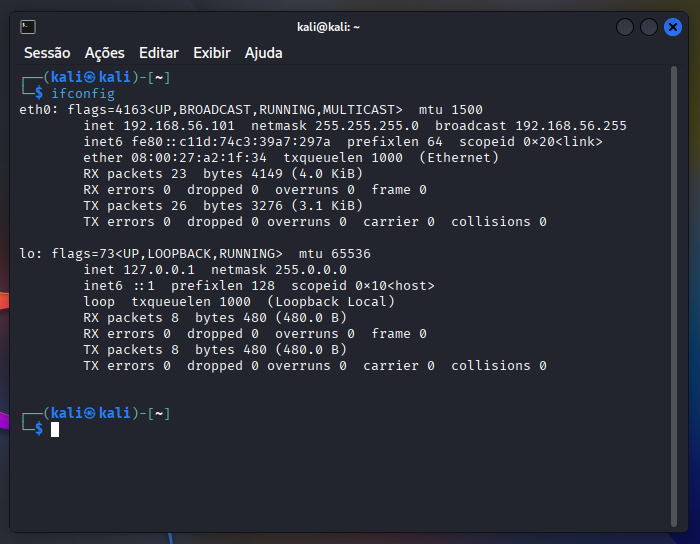 kali@kali: ~
Sessão Ações Editar Exibir Ajuda
┌──(kali㉿kali)-[~]
└─$ ifconfig
eth0: flags=4163<UP,BROADCAST,RUNNING,MULTICAST>  mtu 1500
        inet 192.168.56.101  netmask 255.255.255.0  broadcast 192.168.56.255
        inet6 fe80::c11d:74c3:39a7:297a  prefixlen 64  scopeid 0×20<link>
        ether 08:00:27:a2:1f:34  txqueuelen 1000  (Ethernet)
        RX packets 23  bytes 4149 (4.0 KiB)
        RX errors 0  dropped 0  overruns 0  frame 0
        TX packets 26  bytes 3276 (3.1 KiB)
        TX errors 0  dropped 0 overruns 0  carrier 0  collisions 0

lo: flags=73<UP,LOOPBACK,RUNNING>  mtu 65536
        inet 127.0.0.1  netmask 255.0.0.0
        inet6 ::1  prefixlen 128  scopeid 0×10<host>
        loop  txqueuelen 1000  (Loopback Local)
        RX packets 8  bytes 480 (480.0 B)
        RX errors 0  dropped 0  overruns 0  frame 0
        TX packets 8  bytes 480 (480.0 B)
        TX errors 0  dropped 0 overruns 0  carrier 0  collisions 0

┌──(kali㉿kali)-[~]
└─$